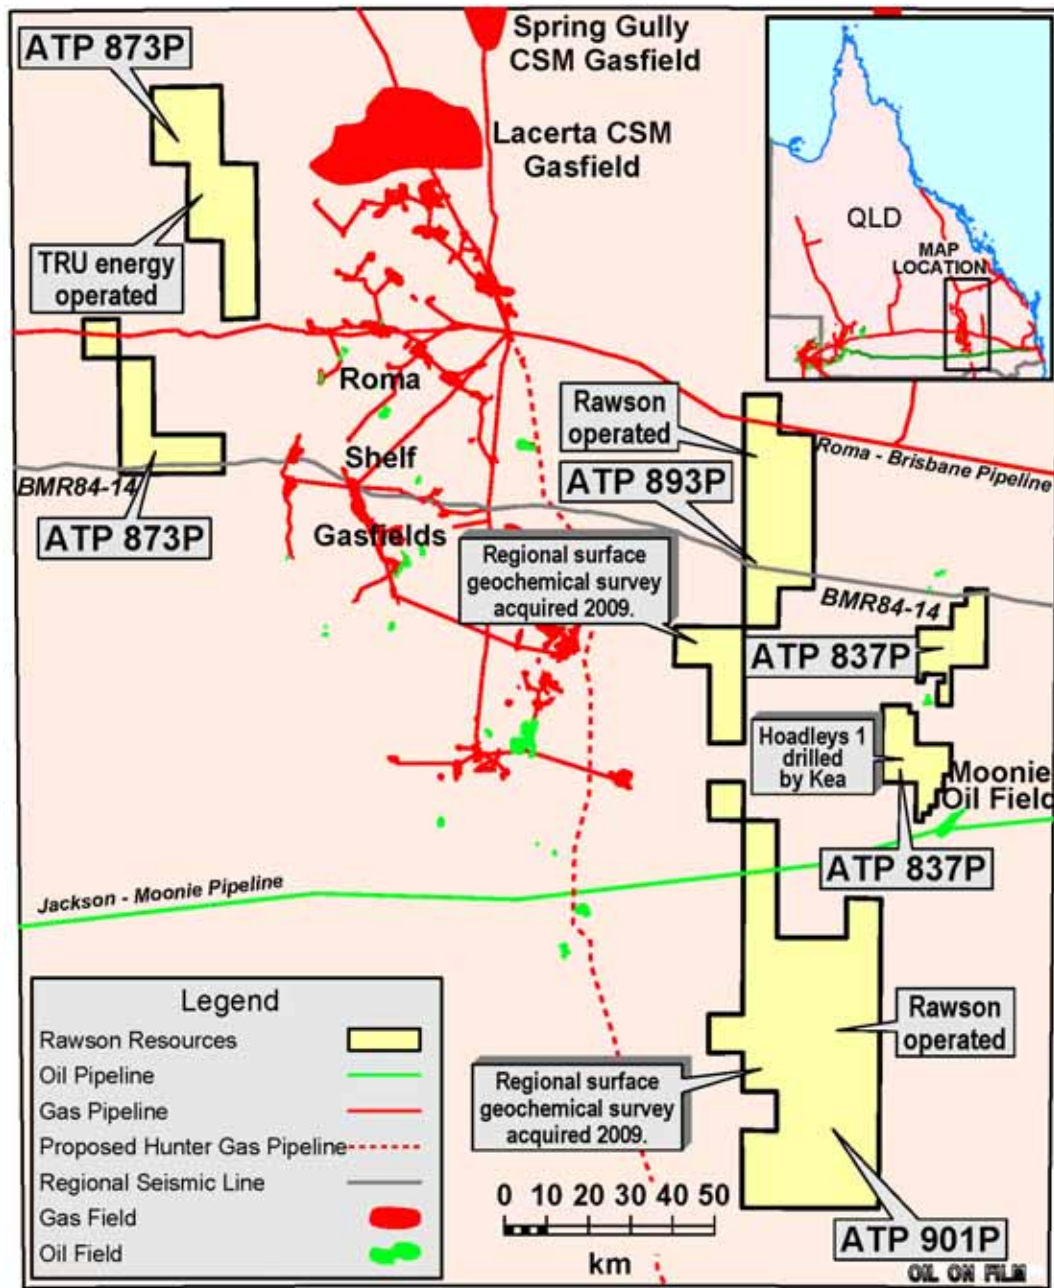 Spring Gully
CSM Gasfield
ATP 873P
Lacerta CSM
Gasfield
QLD
MAP
LOCATION
TRU energy
operated
Roma
Rawson
operated
Roma - Brisbane Pipeline
Shelf
BMR84-14
ATP 893P
ATP 873P
Gasfields
Regional surface
geochemical survey
acquired 2009.
BMR84-14
ATP 837P
Hoadleys 1
drilled
by Kea
Moonie
Oil Field
ATP 837P
Jackson - Moonie Pipeline
Legend
Rawson Resources
Oil Pipeline
Gas Pipeline
Proposed Hunter Gas Pipeline
Regional Seismic Line
Gas Field
Oil Field
Rawson
operated
Regional surface
geochemical survey
acquired 2009.
0 10 20 30 40 50
km
ATP 901P
OIL ON FILM